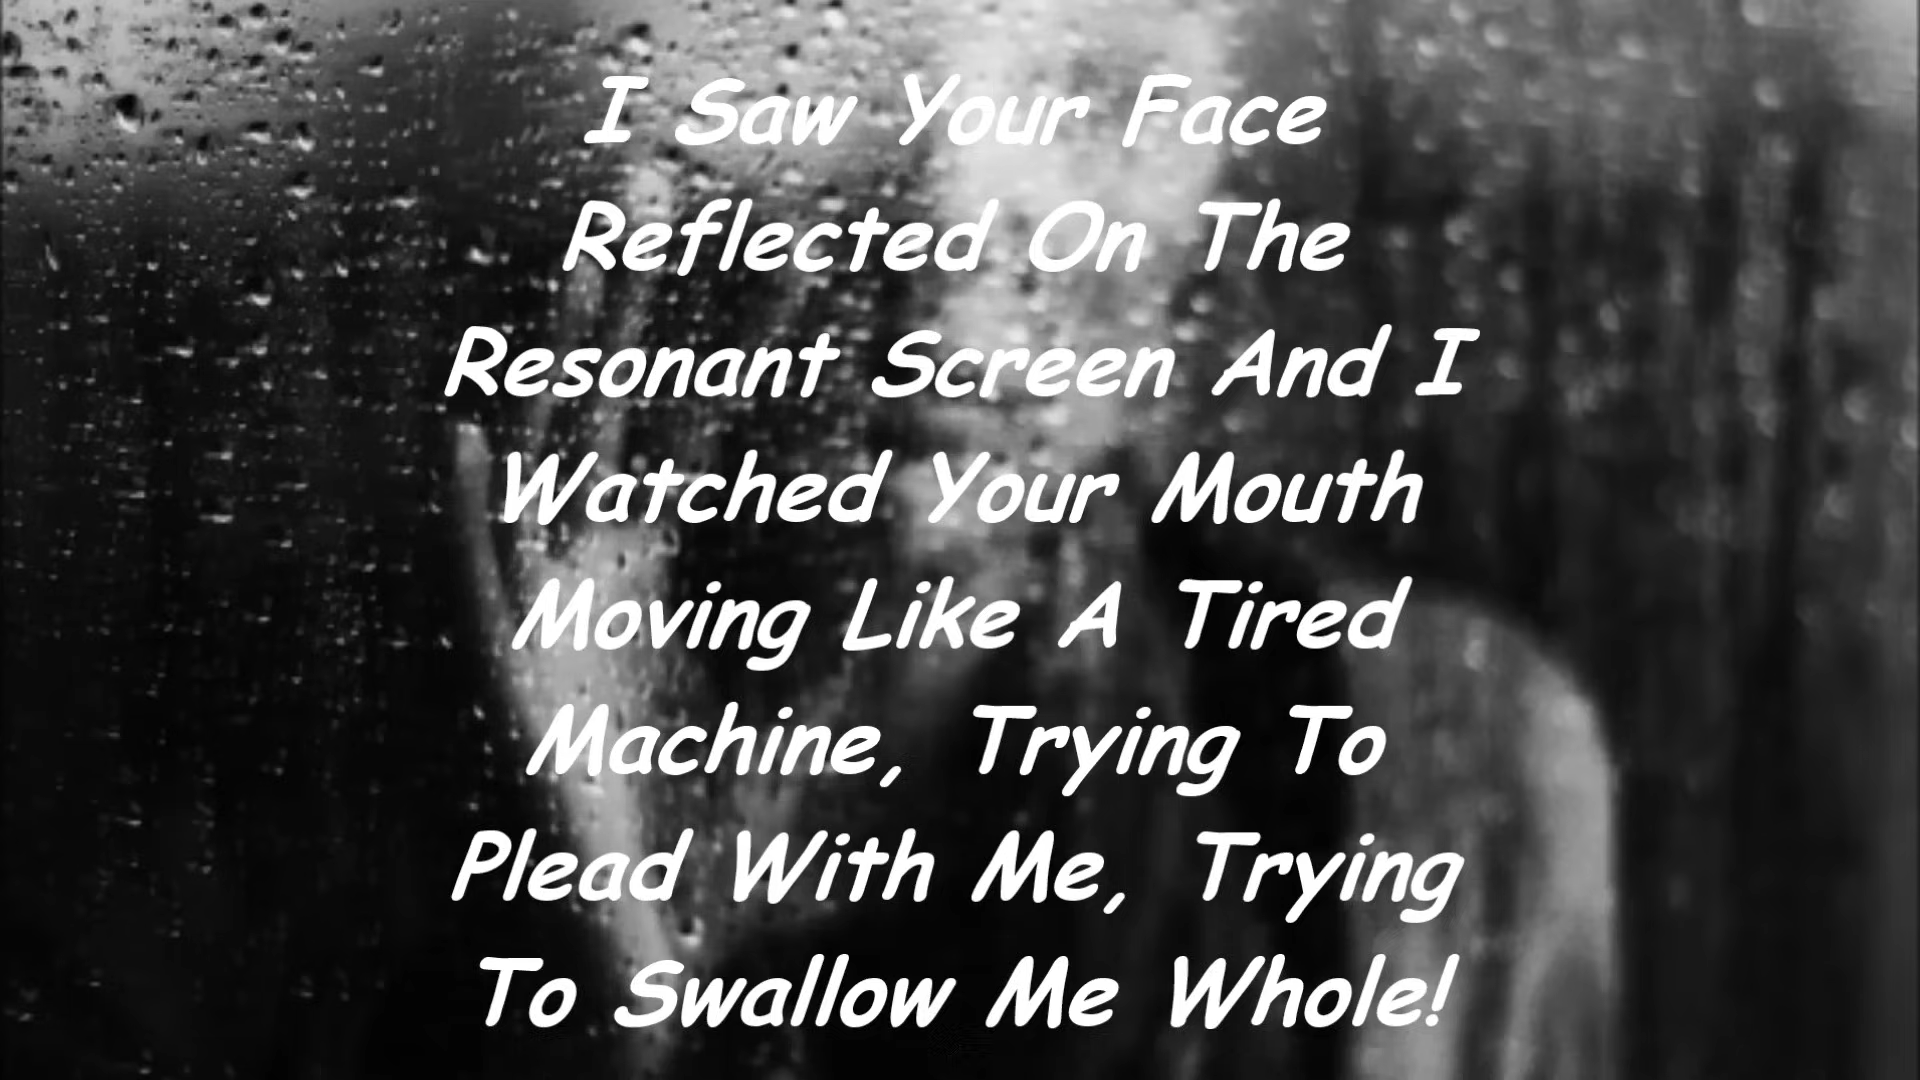 I Saw Your Face
Reflected On The
Resonant Screen And I
Watched Your Mouth
Moving Like A Tired
Machine, Trying To
Plead With Me, Trying
To Swallow Me Whole!